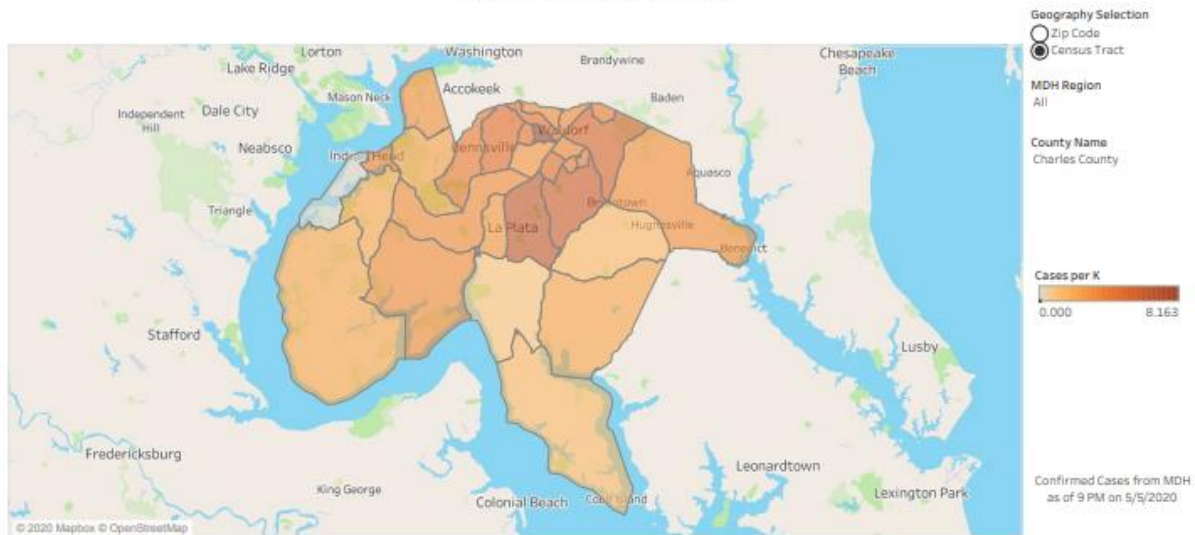 Geography Selection
Zip Code
Census Tract
MDH Region
All
County Name
Charles County
Cases per K
0.000 8.163
Confirmed Cases from MDH
as of 9 PM on 5/5/2020
Lorton
Washington
Chesapeake
Beach
Lake Ridge
Brandywine
Accokeek
Mason Neck
Baden
Independent
Hill
Dale City
Waldorf
Neabsco
Indian Head
Bennsville
Aquasco
Triangle
Bryantown
La Plata
Hughesville
Benedict
Stafford
Lusby
Fredericksburg
Leonardtown
King George
Lexington Park
Colonial Beach
Cobb Island
© 2020 Mapbox © OpenStreetMap